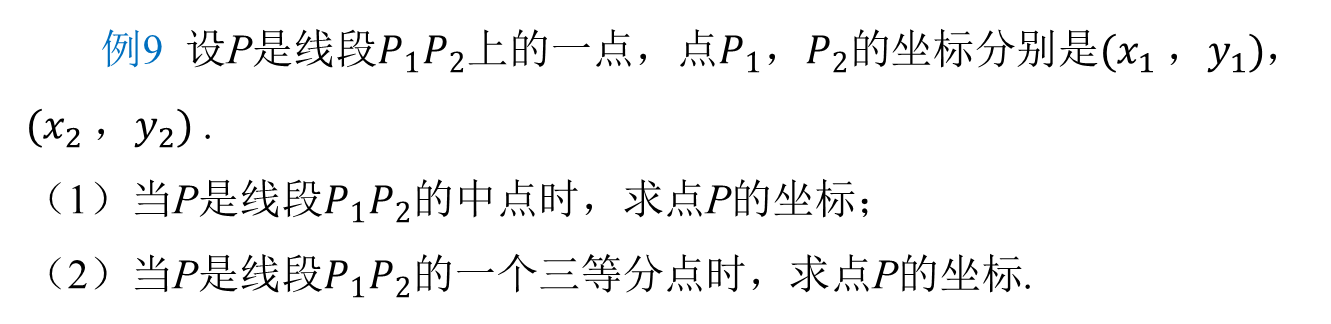 例9 设P是线段P₁P₂上的一点，点P₁，P₂的坐标分别是(x₁，y₁)，
(x₂，y₂).
（1）当P是线段P₁P₂的中点时，求点P的坐标；
（2）当P是线段P₁P₂的一个三等分点时，求点P的坐标.